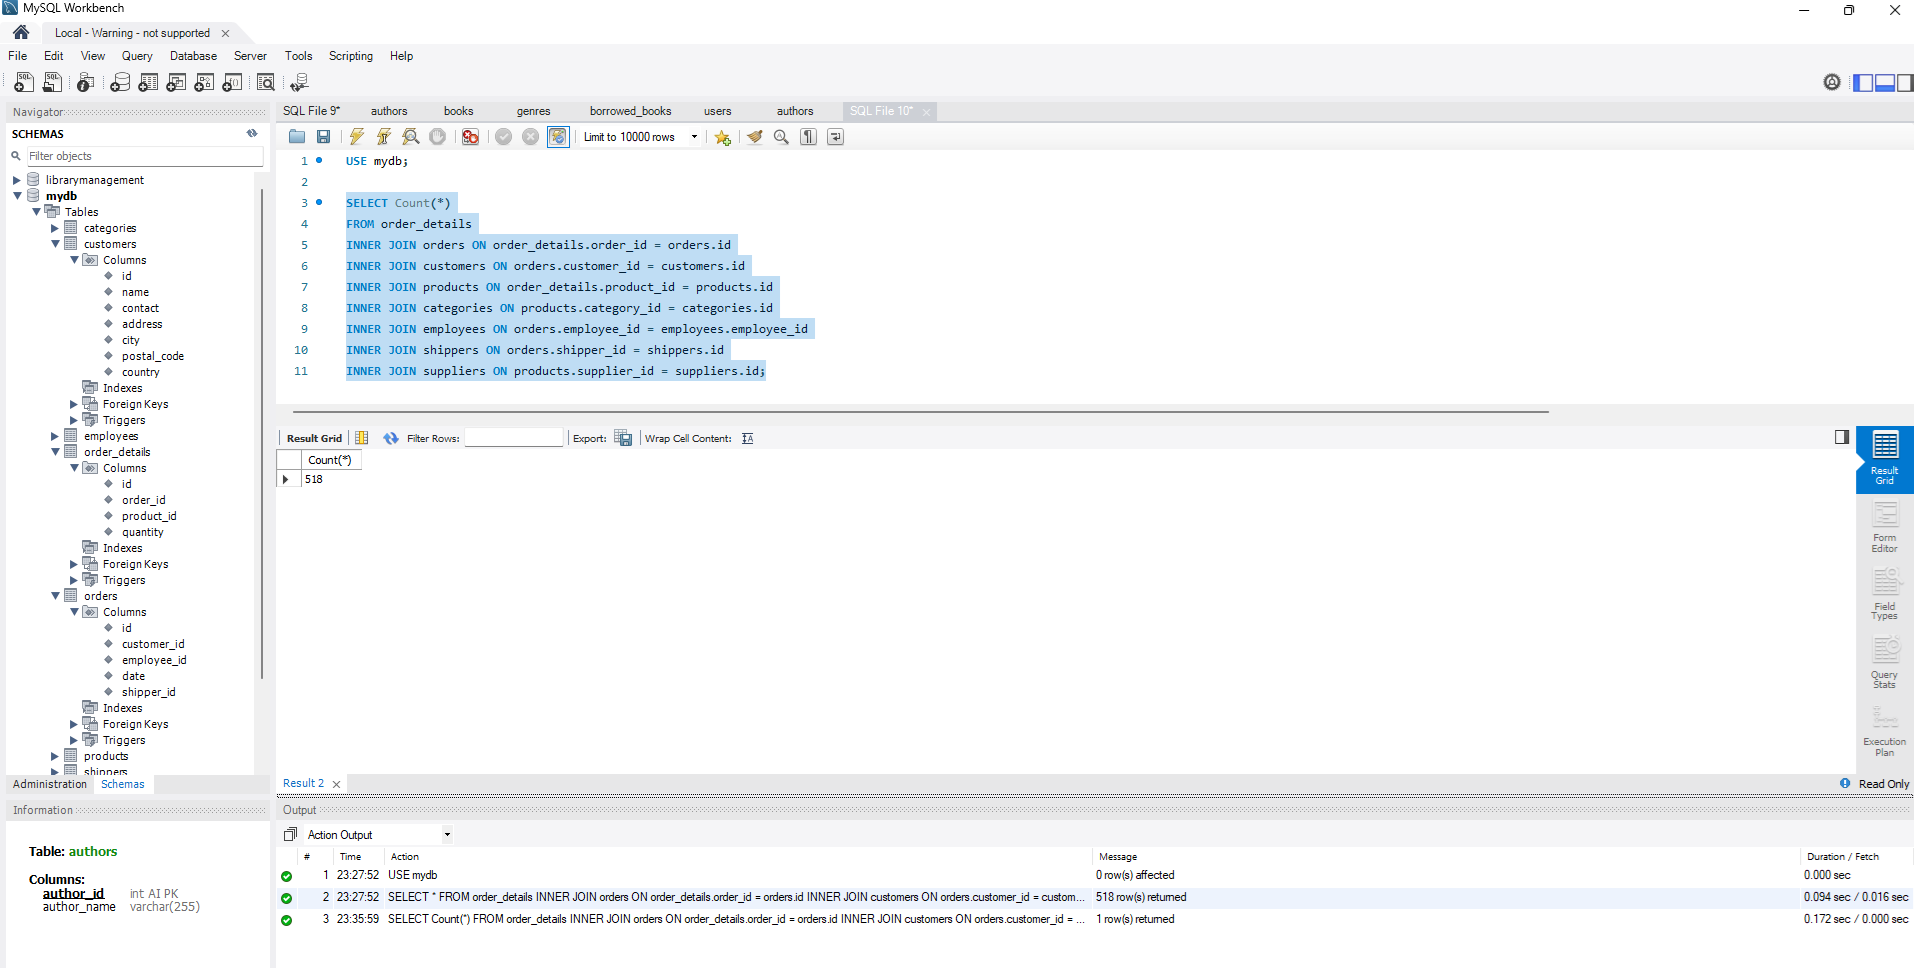 MySQL Workbench
Local - Warning - not supported
File Edit View Query Database Server Tools Scripting Help
Navigator
SCHEMAS
Filter objects
librarymanagement
mydb
Tables
categories
customers
Columns
id
name
contact
address
city
postal_code
country
Indexes
Foreign Keys
Triggers
employees
order_details
Columns
id
order_id
product_id
quantity
Indexes
Foreign Keys
Triggers
orders
Columns
id
customer_id
employee_id
date
shipper_id
Indexes
Foreign Keys
Triggers
products
shippers
Administration Schemas
Information
Table: authors
Columns:
author_id int AI PK
author_name varchar(255)
SQL File 9* authors books genres borrowed_books users authors SQL File 10*
Limit to 10000 rows
1 USE mydb;
2
3 SELECT Count(*)
4 FROM order_details
5 INNER JOIN orders ON order_details.order_id = orders.id
6 INNER JOIN customers ON orders.customer_id = customers.id
7 INNER JOIN products ON order_details.product_id = products.id
8 INNER JOIN categories ON products.category_id = categories.id
9 INNER JOIN employees ON orders.employee_id = employees.employee_id
10 INNER JOIN shippers ON orders.shipper_id = shippers.id
11 INNER JOIN suppliers ON products.supplier_id = suppliers.id;
Result Grid Filter Rows: Export: Wrap Cell Content:
Count(*)
518
Result
Grid
Form
Editor
Field
Types
Query
Stats
Execution
Plan
Result 2
Read Only
Output
Action Output
# Time Action Message Duration / Fetch
1 23:27:52 USE mydb 0 row(s) affected 0.000 sec
2 23:27:52 SELECT * FROM order_details INNER JOIN orders ON order_details.order_id = orders.id INNER JOIN customers ON orders.customer_id = custom... 518 row(s) returned 0.094 sec / 0.016 sec
3 23:35:59 SELECT Count(*) FROM order_details INNER JOIN orders ON order_details.order_id = orders.id INNER JOIN customers ON orders.customer_id = ... 1 row(s) returned 0.172 sec / 0.000 sec